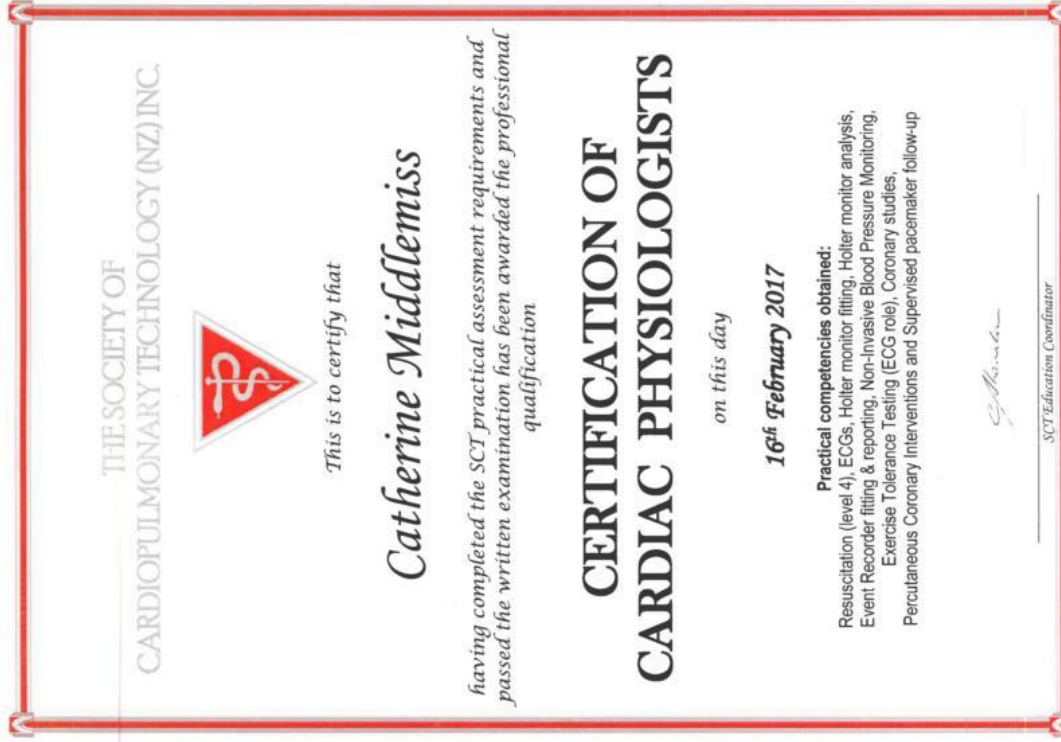 THE SOCIETY OF
CARDIOPULMONARY TECHNOLOGY (NZ) INC.
This is to certify that
Catherine Middlemiss
having completed the SCT practical assessment requirements and
passed the written examination has been awarded the professional
qualification
CERTIFICATION OF
CARDIAC PHYSIOLOGISTS
on this day
16th February 2017
Practical competencies obtained:
Resuscitation (level 4), ECGs, Holter monitor fitting, Holter monitor analysis,
Event Recorder fitting & reporting, Non-Invasive Blood Pressure Monitoring,
Exercise Tolerance Testing (ECG role), Coronary studies,
Percutaneous Coronary Interventions and Supervised pacemaker follow-up
SCT Education Coordinator